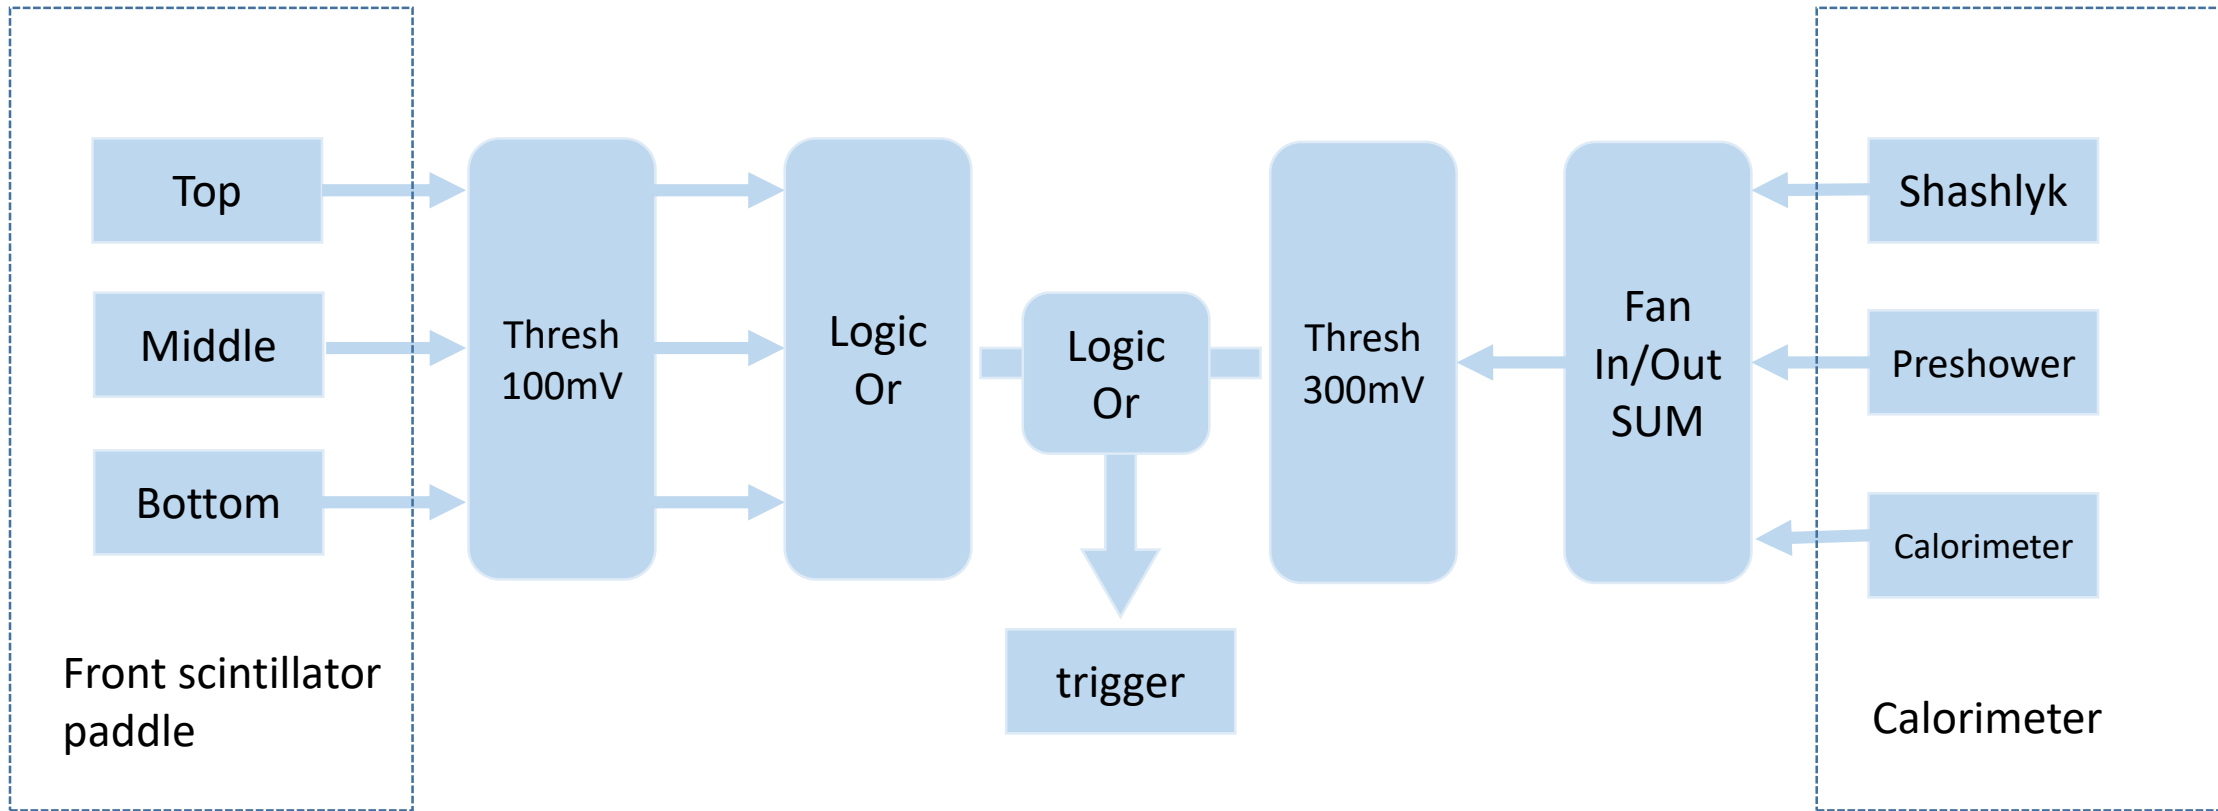 Top
Middle
Bottom
Front scintillator
paddle
Thresh
100mV
Logic
Or
Logic
Or
trigger
Thresh
300mV
Fan
In/Out
SUM
Shashlyk
Preshower
Calorimeter
Calorimeter